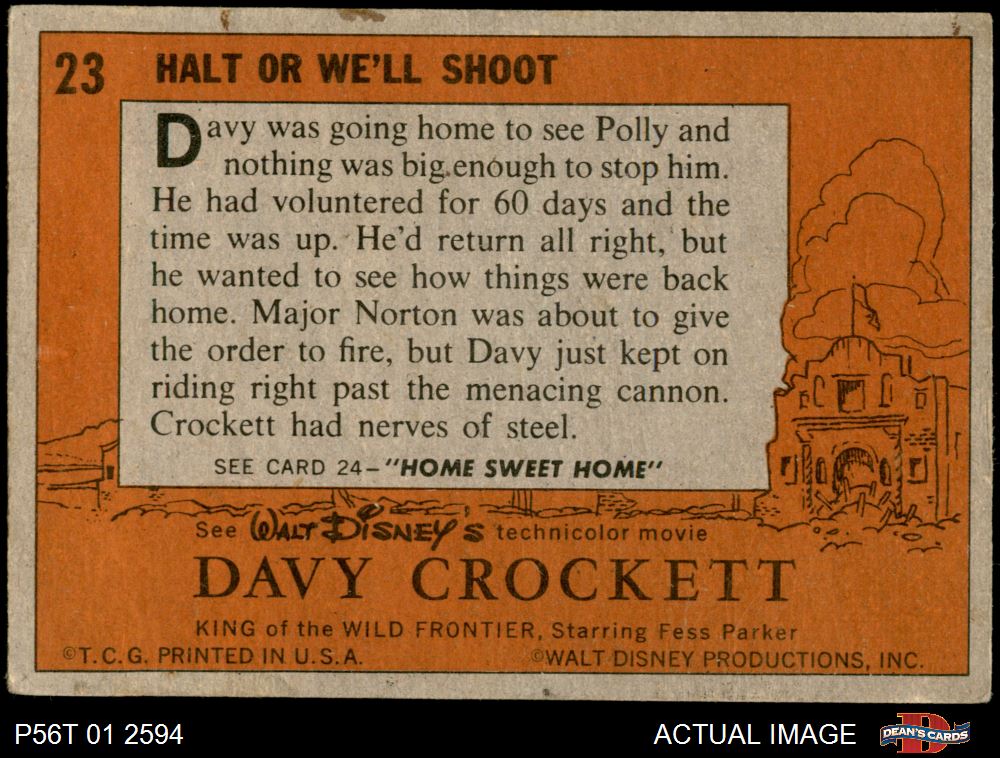 23 HALT OR WE'LL SHOOT
Davy was going home to see Polly and
nothing was big enough to stop him.
He had voluntered for 60 days and the
time was up. He'd return all right, but
he wanted to see how things were back
home. Major Norton was about to give
the order to fire, but Davy just kept on
riding right past the menacing cannon.
Crockett had nerves of steel.
SEE CARD 24–"HOME SWEET HOME"
See WALT DISNEY'S technicolor movie
DAVY CROCKETT
KING of the WILD FRONTIER, Starring Fess Parker
©T.C.G. PRINTED IN U.S.A. ©WALT DISNEY PRODUCTIONS, INC.
P56T 01 2594 ACTUAL IMAGE D DEAN'S CARDS